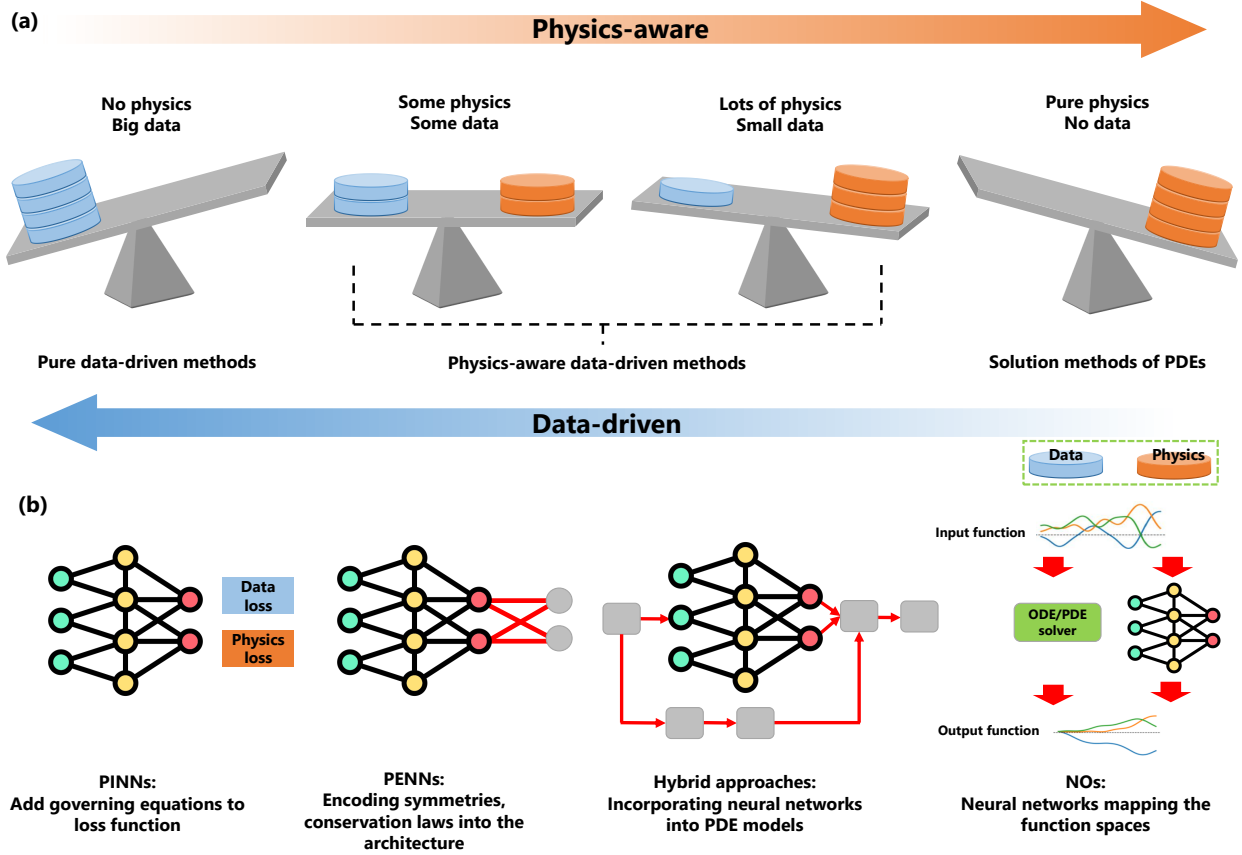 (a)
Physics-aware
No physics
Big data
Some physics
Some data
Lots of physics
Small data
Pure physics
No data
Pure data-driven methods
Physics-aware data-driven methods
Solution methods of PDEs
Data-driven
Data
Physics
(b)
Input function
Data
loss
Physics
loss
ODE/PDE
solver
Output function
PINNs:
Add governing equations to
loss function
PENNs:
Encoding symmetries,
conservation laws into the
architecture
Hybrid approaches:
Incorporating neural networks
into PDE models
NOs:
Neural networks mapping the
function spaces